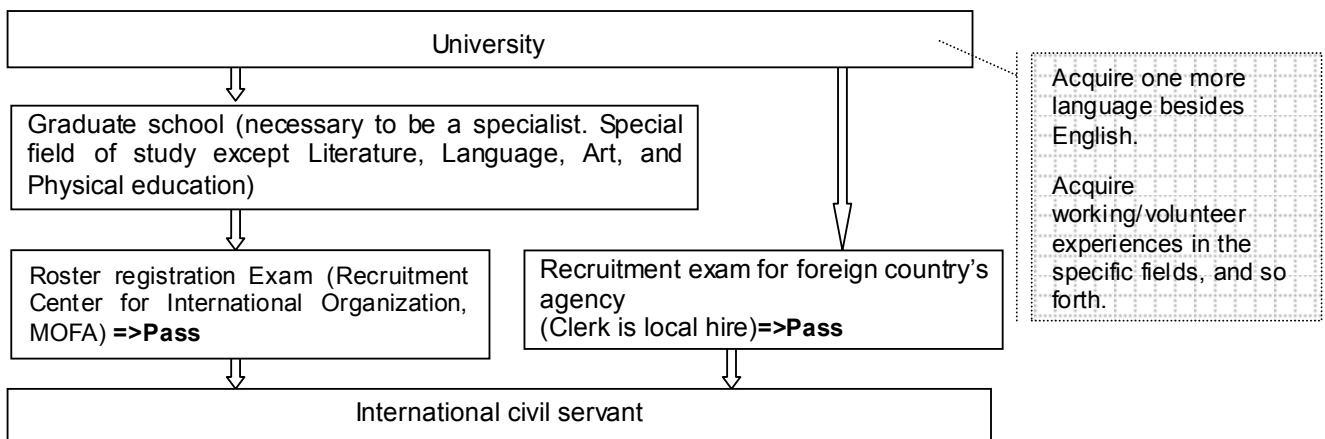 University
Acquire one more
language besides
English.
Acquire
working/volunteer
experiences in the
specific fields, and so
forth.
Graduate school (necessary to be a specialist. Special
field of study except Literature, Language, Art, and
Physical education)
Roster registration Exam (Recruitment
Center for International Organization,
MOFA) =>Pass
Recruitment exam for foreign country's
agency
(Clerk is local hire)=>Pass
International civil servant